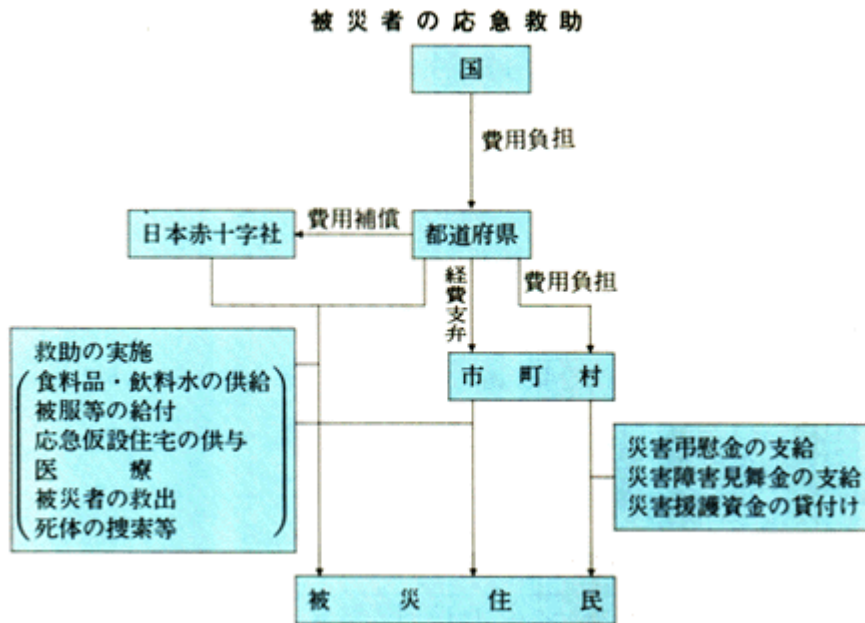 被災者の応急救助
国
費用負担
日本赤十字社
費用補償
都道府県
経費支弁
費用負担
救助の実施
食料品・飲料水の供給
被服等の給付
応急仮設住宅の供与
医 療
被災者の救出
死体の捜索等
市町村
災害弔慰金の支給
災害障害見舞金の支給
災害援護資金の貸付け
被災住民